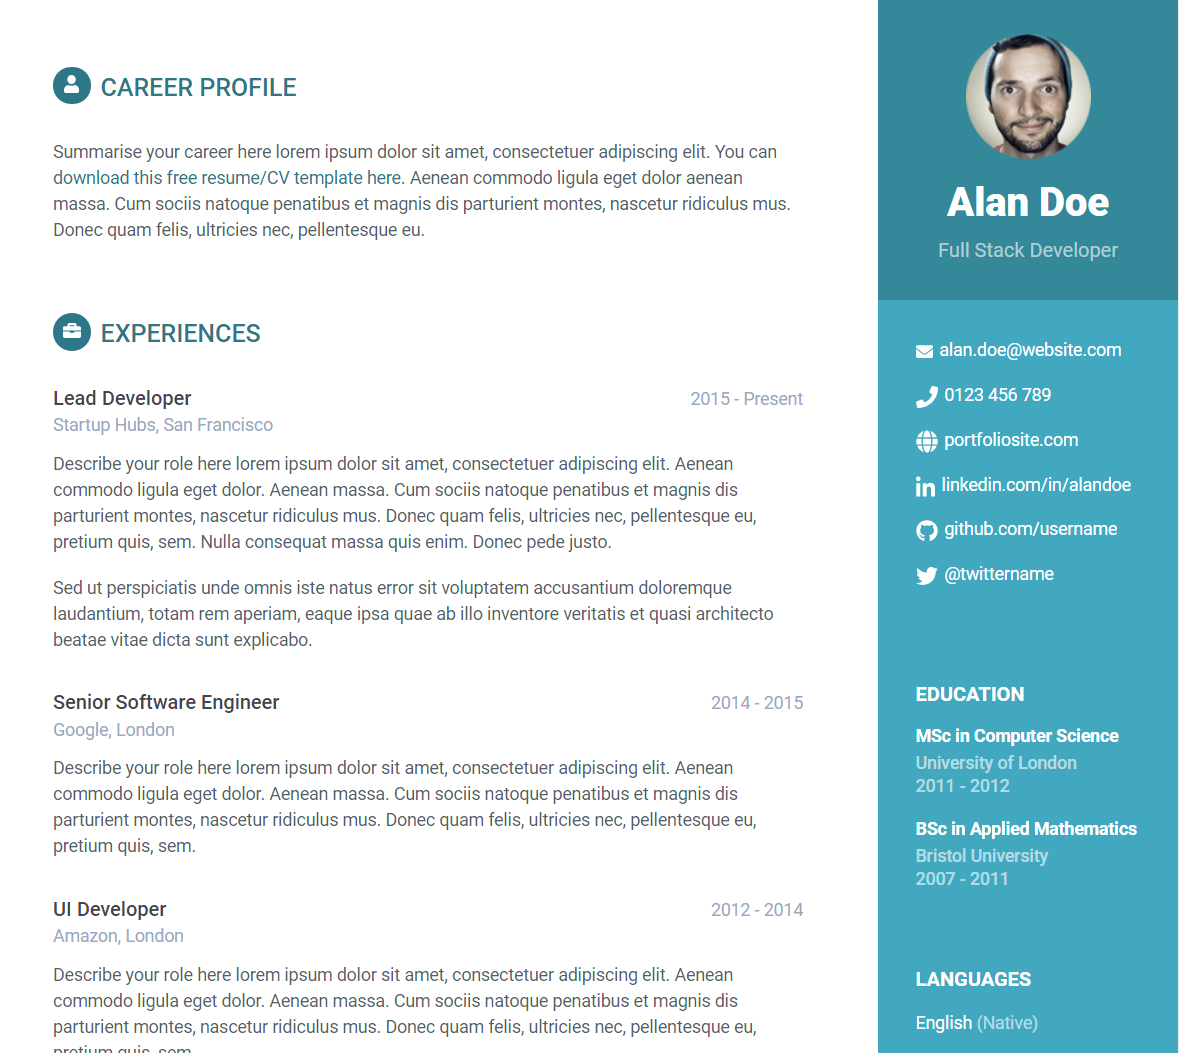 CAREER PROFILE
Summarise your career here lorem ipsum dolor sit amet, consectetuer adipiscing elit. You can
download this free resume/CV template here. Aenean commodo ligula eget dolor aenean
massa. Cum sociis natoque penatibus et magnis dis parturient montes, nascetur ridiculus mus.
Donec quam felis, ultricies nec, pellentesque eu.
EXPERIENCES
Lead Developer
2015 - Present
Startup Hubs, San Francisco
Describe your role here lorem ipsum dolor sit amet, consectetuer adipiscing elit. Aenean
commodo ligula eget dolor. Aenean massa. Cum sociis natoque penatibus et magnis dis
parturient montes, nascetur ridiculus mus. Donec quam felis, ultricies nec, pellentesque eu,
pretium quis, sem. Nulla consequat massa quis enim. Donec pede justo.
Sed ut perspiciatis unde omnis iste natus error sit voluptatem accusantium doloremque
laudantium, totam rem aperiam, eaque ipsa quae ab illo inventore veritatis et quasi architecto
beatae vitae dicta sunt explicabo.
Senior Software Engineer
2014 - 2015
Google, London
Describe your role here lorem ipsum dolor sit amet, consectetuer adipiscing elit. Aenean
commodo ligula eget dolor. Aenean massa. Cum sociis natoque penatibus et magnis dis
parturient montes, nascetur ridiculus mus. Donec quam felis, ultricies nec, pellentesque eu,
pretium quis, sem.
UI Developer
2012 - 2014
Amazon, London
Describe your role here lorem ipsum dolor sit amet, consectetuer adipiscing elit. Aenean
commodo ligula eget dolor. Aenean massa. Cum sociis natoque penatibus et magnis dis
parturient montes, nascetur ridiculus mus. Donec quam felis, ultricies nec, pellentesque eu,
pretium quis, sem.
Alan Doe
Full Stack Developer
alan.doe@website.com
0123 456 789
portfoliosite.com
linkedin.com/in/alandoe
github.com/username
@twittername
EDUCATION
MSc in Computer Science
University of London
2011 - 2012
BSc in Applied Mathematics
Bristol University
2007 - 2011
LANGUAGES
English (Native)